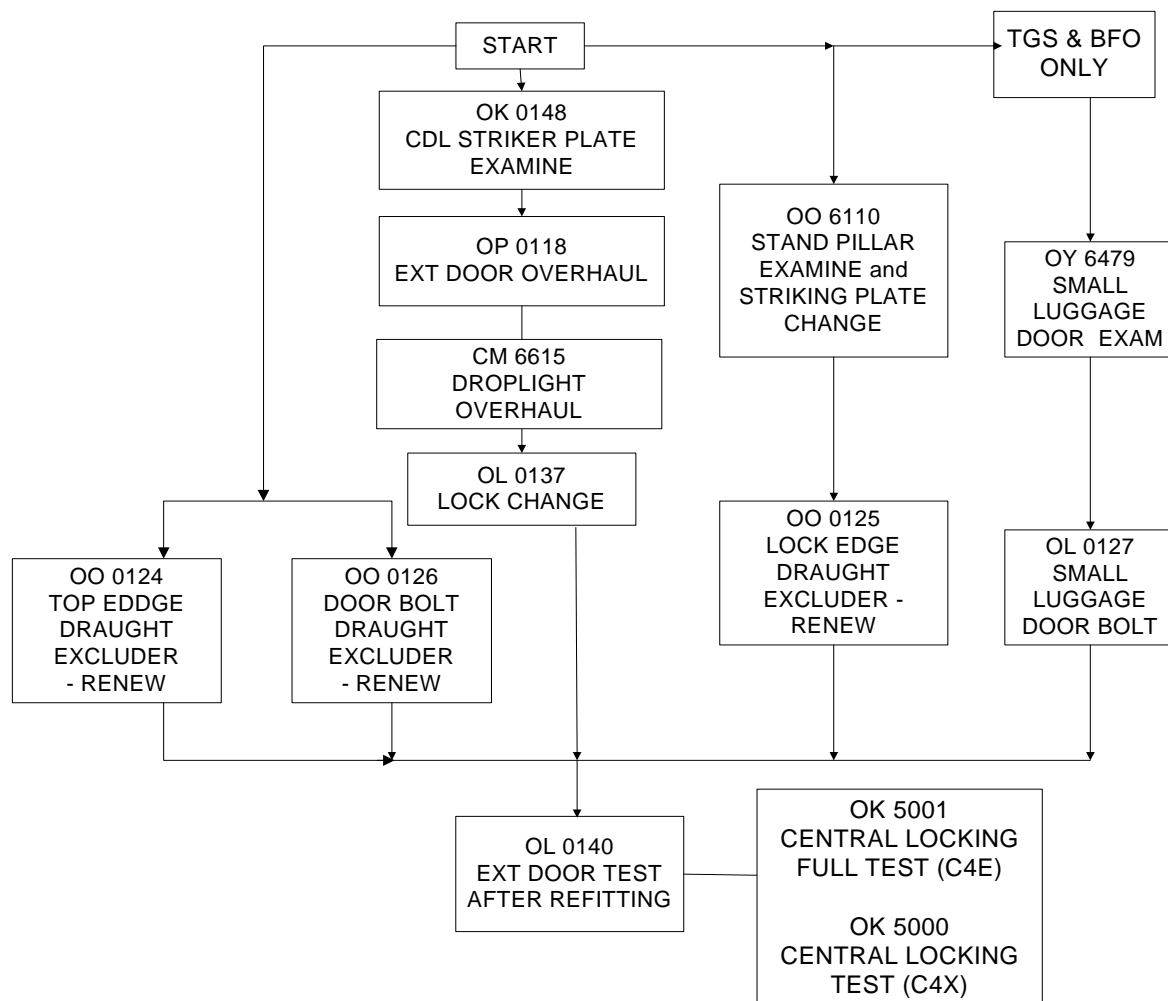 START
TGS & BFO
ONLY
OK 0148
CDL STRIKER PLATE
EXAMINE
OP 0118
EXT DOOR OVERHAUL
CM 6615
DROPLIGHT
OVERHAUL
OL 0137
LOCK CHANGE
OO 6110
STAND PILLAR
EXAMINE and
STRIKING PLATE
CHANGE
OY 6479
SMALL
LUGGAGE
DOOR EXAM
OO 0124
TOP EDDGE
DRAUGHT
EXCLUDER
- RENEW
OO 0126
DOOR BOLT
DRAUGHT
EXCLUDER
- RENEW
OO 0125
LOCK EDGE
DRAUGHT
EXCLUDER -
RENEW
OL 0127
SMALL
LUGGAGE
DOOR BOLT
OL 0140
EXT DOOR TEST
AFTER REFITTING
OK 5001
CENTRAL LOCKING
FULL TEST (C4E)
OK 5000
CENTRAL LOCKING
TEST (C4X)